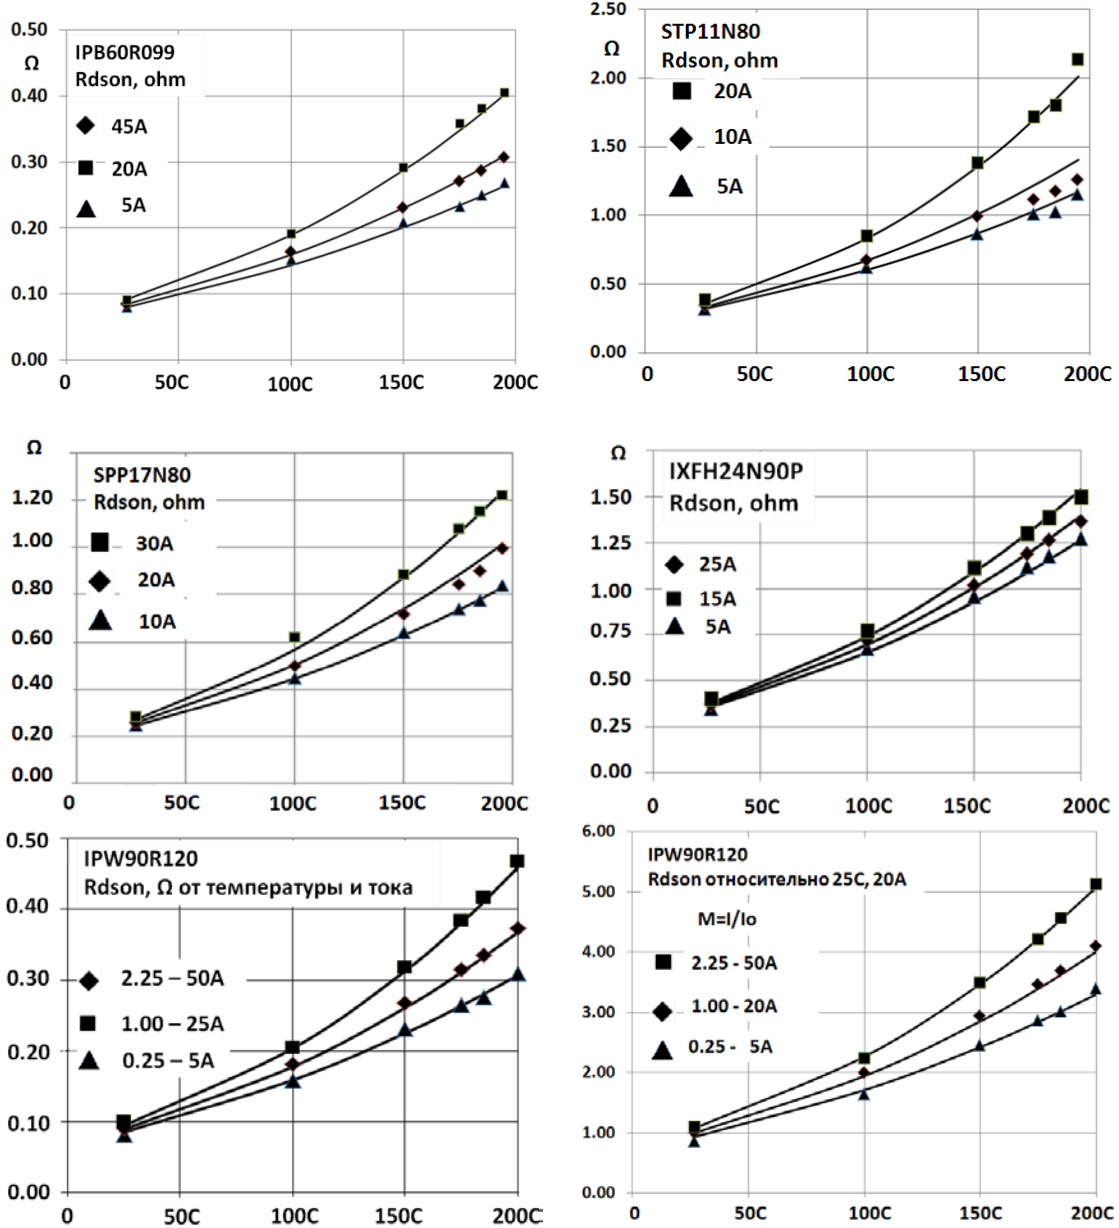 IPB60R099
Rdson, ohm
45A
20A
5A
Ω
0.50
0.40
0.30
0.20
0.10
0.00
0
50C
100C
150C
200C
STP11N80
Rdson, ohm
20A
10A
5A
Ω
2.50
2.00
1.50
1.00
0.50
0.00
0
50C
100C
150C
200C
SPP17N80
Rdson, ohm
30A
20A
10A
Ω
1.20
1.00
0.80
0.60
0.40
0.20
0.00
0
50C
100C
150C
200C
IXFH24N90P
Rdson, ohm
25A
15A
5A
Ω
1.50
1.25
1.00
0.75
0.50
0.25
0.00
0
50C
100C
150C
200C
IPW90R120
Rdson, Ω от температуры и тока
2.25 – 50A
1.00 – 25A
0.25 – 5A
0.50
0.40
0.30
0.20
0.10
0.00
0
50C
100C
150C
200C
IPW90R120
Rdson относительно 25C, 20A
M=I/Io
2.25 - 50A
1.00 - 20A
0.25 - 5A
6.00
5.00
4.00
3.00
2.00
1.00
0.00
0
50C
100C
150C
200C